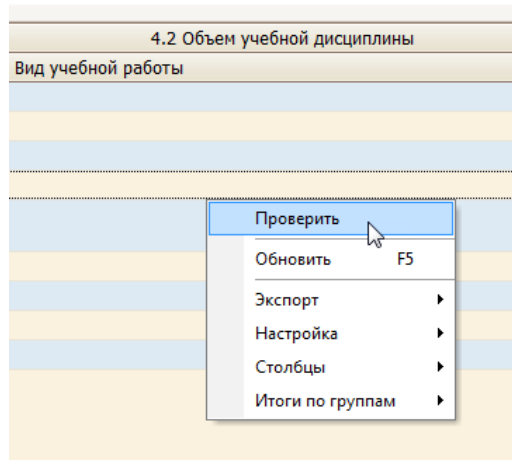 4.2 Объем учебной дисциплины
Вид учебной работы
Проверить
Обновить F5
Экспорт
Настройка
Столбцы
Итоги по группам